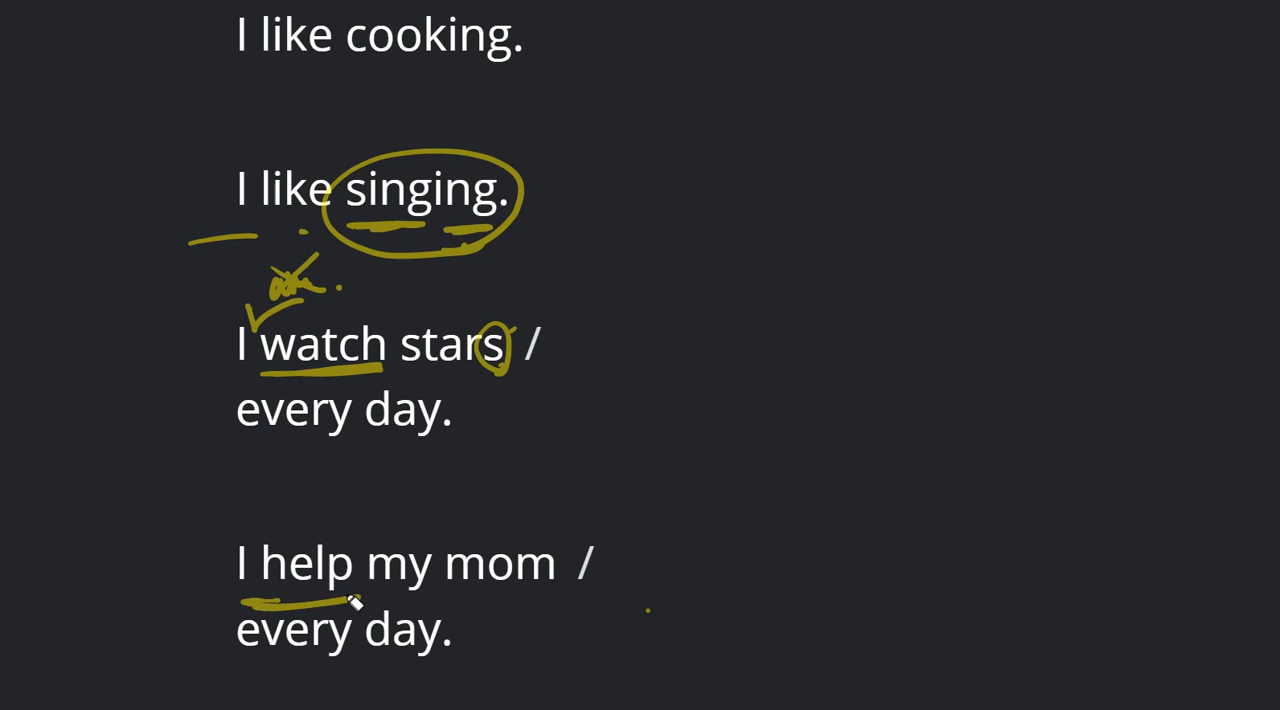 I like cooking.
I like singing.
I watch stars /
every day.
I help my mom /
every day.